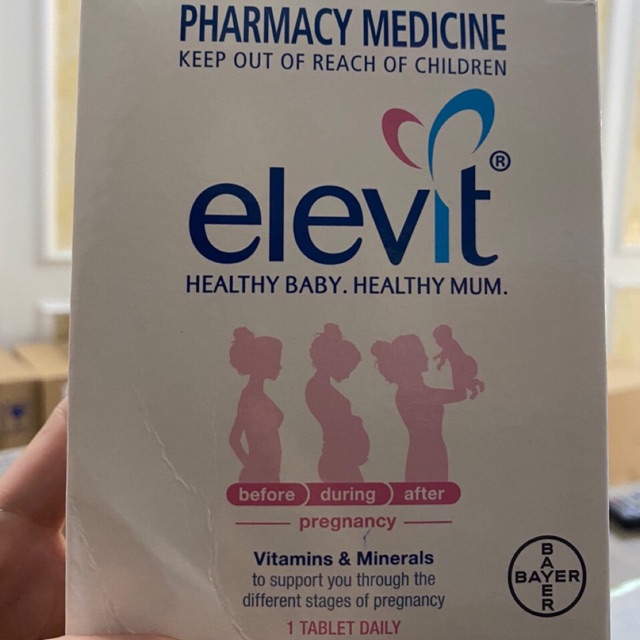 PHARMACY MEDICINE
KEEP OUT OF REACH OF CHILDREN
elevit®
HEALTHY BABY. HEALTHY MUM.
before during after
pregnancy
Vitamins & Minerals
to support you through the
different stages of pregnancy
1 TABLET DAILY
BAYER
BAYER